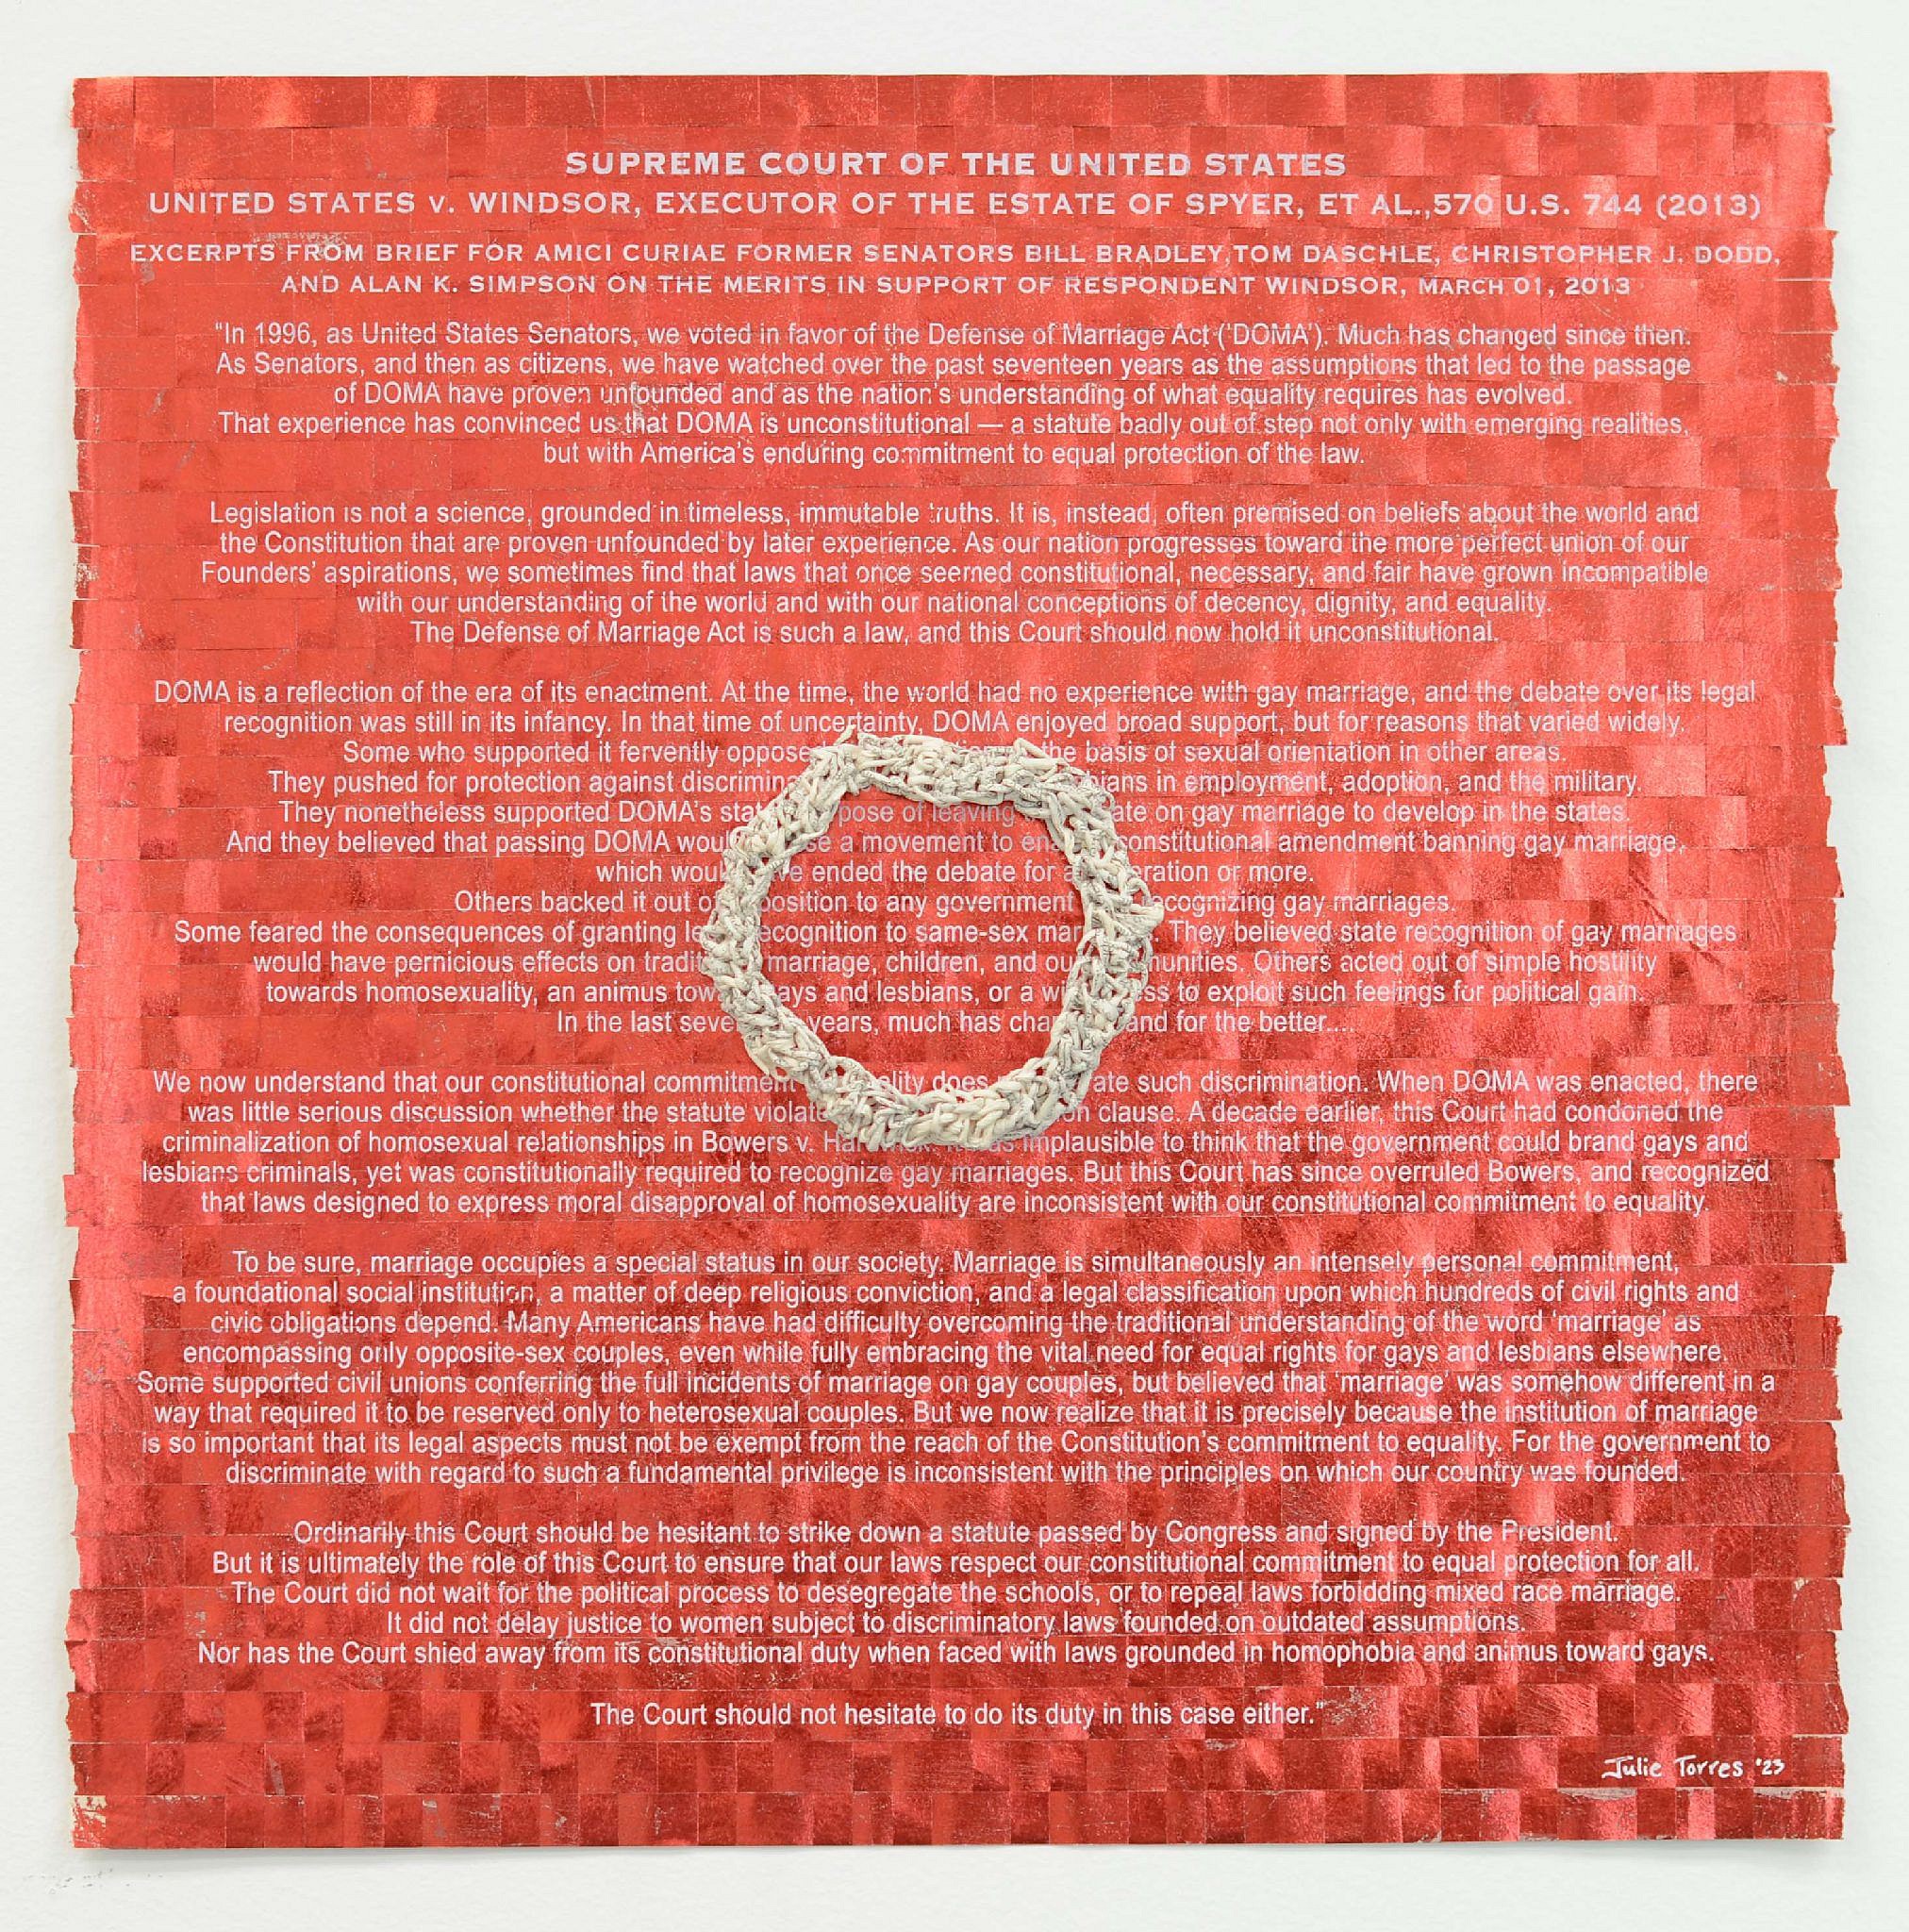 SUPREME COURT OF THE UNITED STATES
UNITED STATES v. WINDSOR, EXECUTOR OF THE ESTATE OF SPYER, ET AL.,570 U.S. 744 (2013)
EXCERPTS FROM BRIEF FOR AMICI CURIAE FORMER SENATORS BILL BRADLEY,TOM DASCHLE, CHRISTOPHER J. DODD,
AND ALAN K. SIMPSON ON THE MERITS IN SUPPORT OF RESPONDENT WINDSOR, MARCH 01, 2013
“In 1996, as United States Senators, we voted in favor of the Defense of Marriage Act (‘DOMA’). Much has changed since then.
As Senators, and then as citizens, we have watched over the past seventeen years as the assumptions that led to the passage
of DOMA have proven unfounded and as the nation's understanding of what equality requires has evolved.
That experience has convinced us that DOMA is unconstitutional — a statute badly out of step not only with emerging realities,
but with America's enduring commitment to equal protection of the law.
Legislation is not a science, grounded in timeless, immutable truths. It is, instead, often premised on beliefs about the world and
the Constitution that are proven unfounded by later experience. As our nation progresses toward the more perfect union of our
Founders’ aspirations, we sometimes find that laws that once seemed constitutional, necessary, and fair have grown incompatible
with our understanding of the world and with our national conceptions of decency, dignity, and equality.
The Defense of Marriage Act is such a law, and this Court should now hold it unconstitutional.
DOMA is a reflection of the era of its enactment. At the time, the world had no experience with gay marriage, and the debate over its legal
recognition was still in its infancy. In that time of uncertainty, DOMA enjoyed broad support, but for reasons that varied widely.
Some who supported it fervently the basis of sexual orientation in other areas.
They pushed for protection against in employment, adoption, and the military.
They nonetheless supported DOMA's of leaving on gay marriage to develop in the states.
And they believed that passing DOMA a movement to constitutional amendment banning gay marriage,
which ended the debate for or more.
Others backed it out to any government recognizing gay marriages.
Some feared the consequences of granting recognition to same-sex They believed state recognition of gay marriages
would have pernicious effects on marriage, children, and Others acted out of simple hostility
towards homosexuality, an animus and lesbians, or a to exploit such feelings for political gain.
In the last years, much has and for the better....
We now understand that our constitutional commitment does such discrimination. When DOMA was enacted, there
was little serious discussion whether the statute clause. A decade earlier, this Court had condoned the
criminalization of homosexual relationships in Bowers v. implausible to think that the government could brand gays and
lesbians criminals, yet was constitutionally required to recognize gay marriages. But this Court has since overruled Bowers, and recognized
that laws designed to express moral disapproval of homosexuality are inconsistent with our constitutional commitment to equality.
To be sure, marriage occupies a special status in our society. Marriage is simultaneously an intensely personal commitment,
a foundational social institution, a matter of deep religious conviction, and a legal classification upon which hundreds of civil rights and
civic obligations depend. Many Americans have had difficulty overcoming the traditional understanding of the word ‘marriage’ as
encompassing only opposite-sex couples, even while fully embracing the vital need for equal rights for gays and lesbians elsewhere.
Some supported civil unions conferring the full incidents of marriage on gay couples, but believed that ‘marriage’ was somehow different in a
way that required it to be reserved only to heterosexual couples. But we now realize that it is precisely because the institution of marriage
is so important that its legal aspects must not be exempt from the reach of the Constitution's commitment to equality. For the government to
discriminate with regard to such a fundamental privilege is inconsistent with the principles on which our country was founded.
Ordinarily this Court should be hesitant to strike down a statute passed by Congress and signed by the President.
But it is ultimately the role of this Court to ensure that our laws respect our constitutional commitment to equal protection for all.
The Court did not wait for the political process to desegregate the schools, or to repeal laws forbidding mixed race marriage.
It did not delay justice to women subject to discriminatory laws founded on outdated assumptions.
Nor has the Court shied away from its constitutional duty when faced with laws grounded in homophobia and animus toward gays.
The Court should not hesitate to do its duty in this case either.”
Julie Torres '23